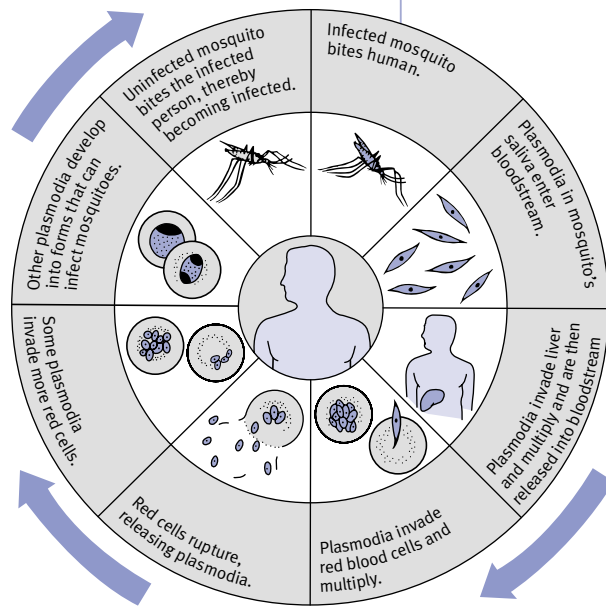 Infected mosquito
bites human.
Plasmodia in mosquito's
saliva enter
bloodstream.
Plasmodia invade liver
and multiply and are then
released into bloodstream
Plasmodia invade
red blood cells and
multiply.
Red cells rupture,
releasing plasmodia.
Some plasmodia
invade more red cells.
Other plasmodia develop
into forms that can
infect mosquitoes.
Uninfected mosquito
bites the infected
person, thereby
becoming infected.